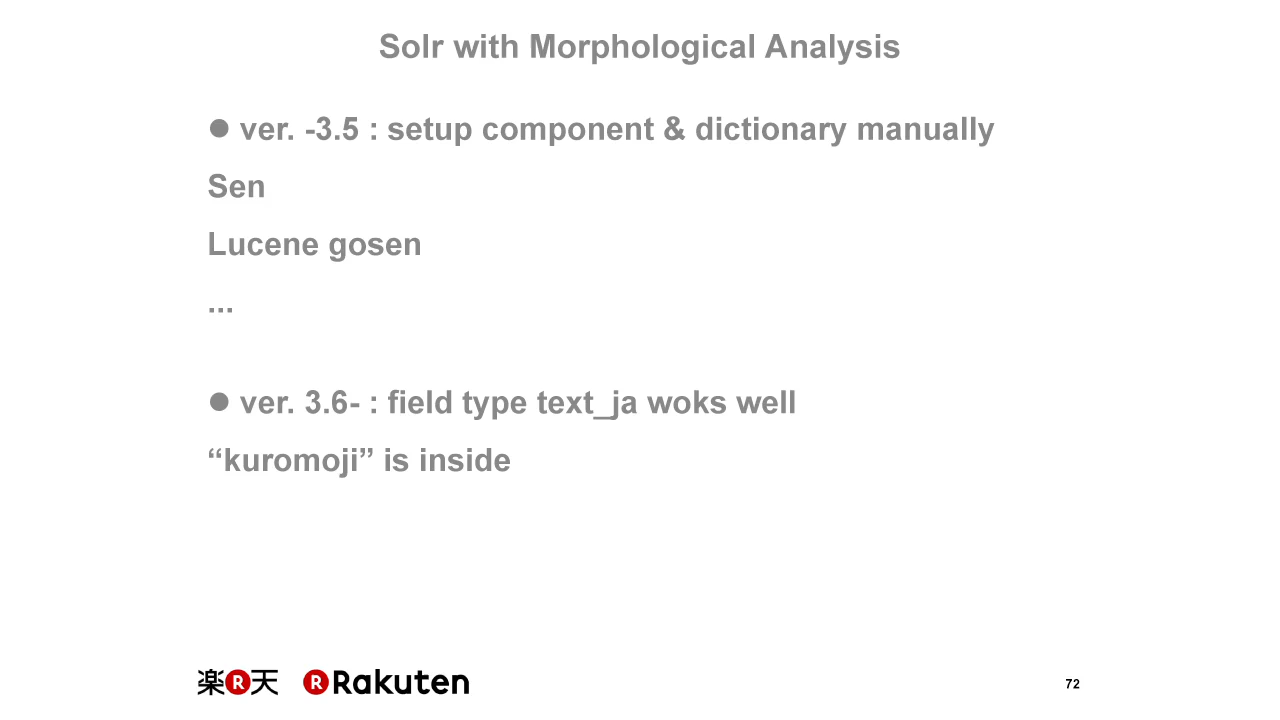 Solr with Morphological Analysis
● ver. -3.5 : setup component & dictionary manually
Sen
Lucene gosen
...
● ver. 3.6- : field type text_ja woks well
“kuromoji” is inside
楽R天 R Rakuten
72